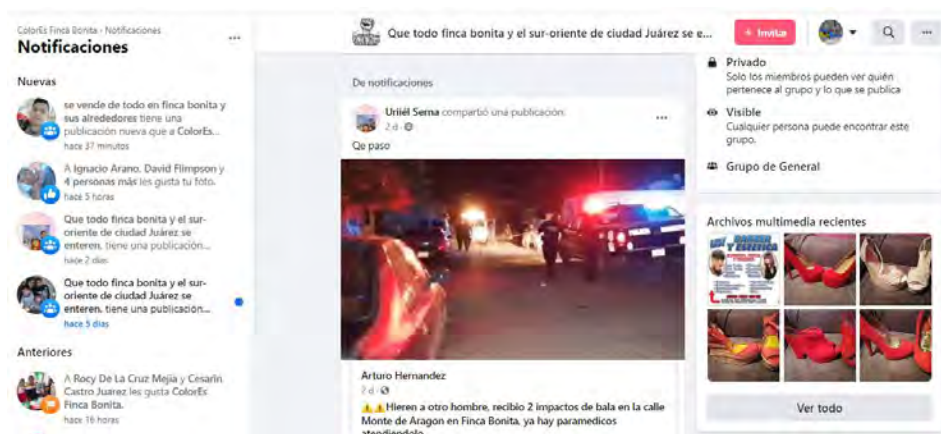 ColorEs Finca Bonita · Notificaciones
Notificaciones
Nuevas
se vende de todo en finca bonita y
sus alrededores tiene una
publicación nueva que a ColorEs...
hace 37 minutos
A Ignacio Arano, David Flimpson y
4 personas más les gusta tu foto.
hace 5 horas
Que todo finca bonita y el sur-
oriente de ciudad Juárez se
enteren, tiene una publicación...
hace 2 días
Que todo finca bonita y el sur-
oriente de ciudad Juárez se
enteren, tiene una publicación...
hace 5 días
Anteriores
A Rocy De La Cruz Mejia y Cesarin
Castro Juarez les gusta ColorEs
Finca Bonita.
hace 16 horas
Que todo finca bonita y el sur-oriente de ciudad Juárez se e...
+ Invitar
De notificaciones
Uriiél Serna compartió una publicación.
2 d
Qe paso
Arturo Hernandez
2 d
⚠️⚠️Hieren a otro hombre, recibio 2 impactos de bala en la calle
Monte de Aragon en Finca Bonita, ya hay paramedicos
atendiendolo
Privado
Solo los miembros pueden ver quién
pertenece al grupo y lo que se publica
Visible
Cualquier persona puede encontrar este
grupo.
Grupo de General
Archivos multimedia recientes
Y ESTETICA
Ver todo